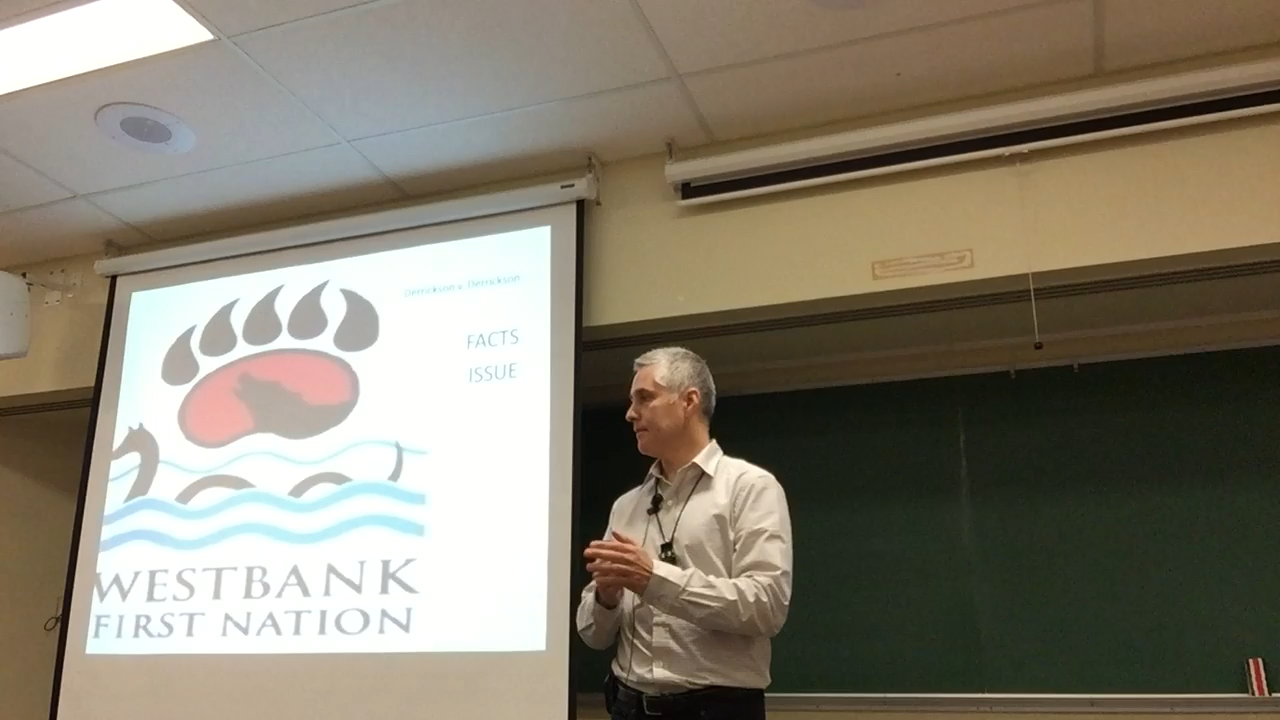 Derrickson v. Derrickson
FACTS
ISSUE
WESTBANK
FIRST NATION